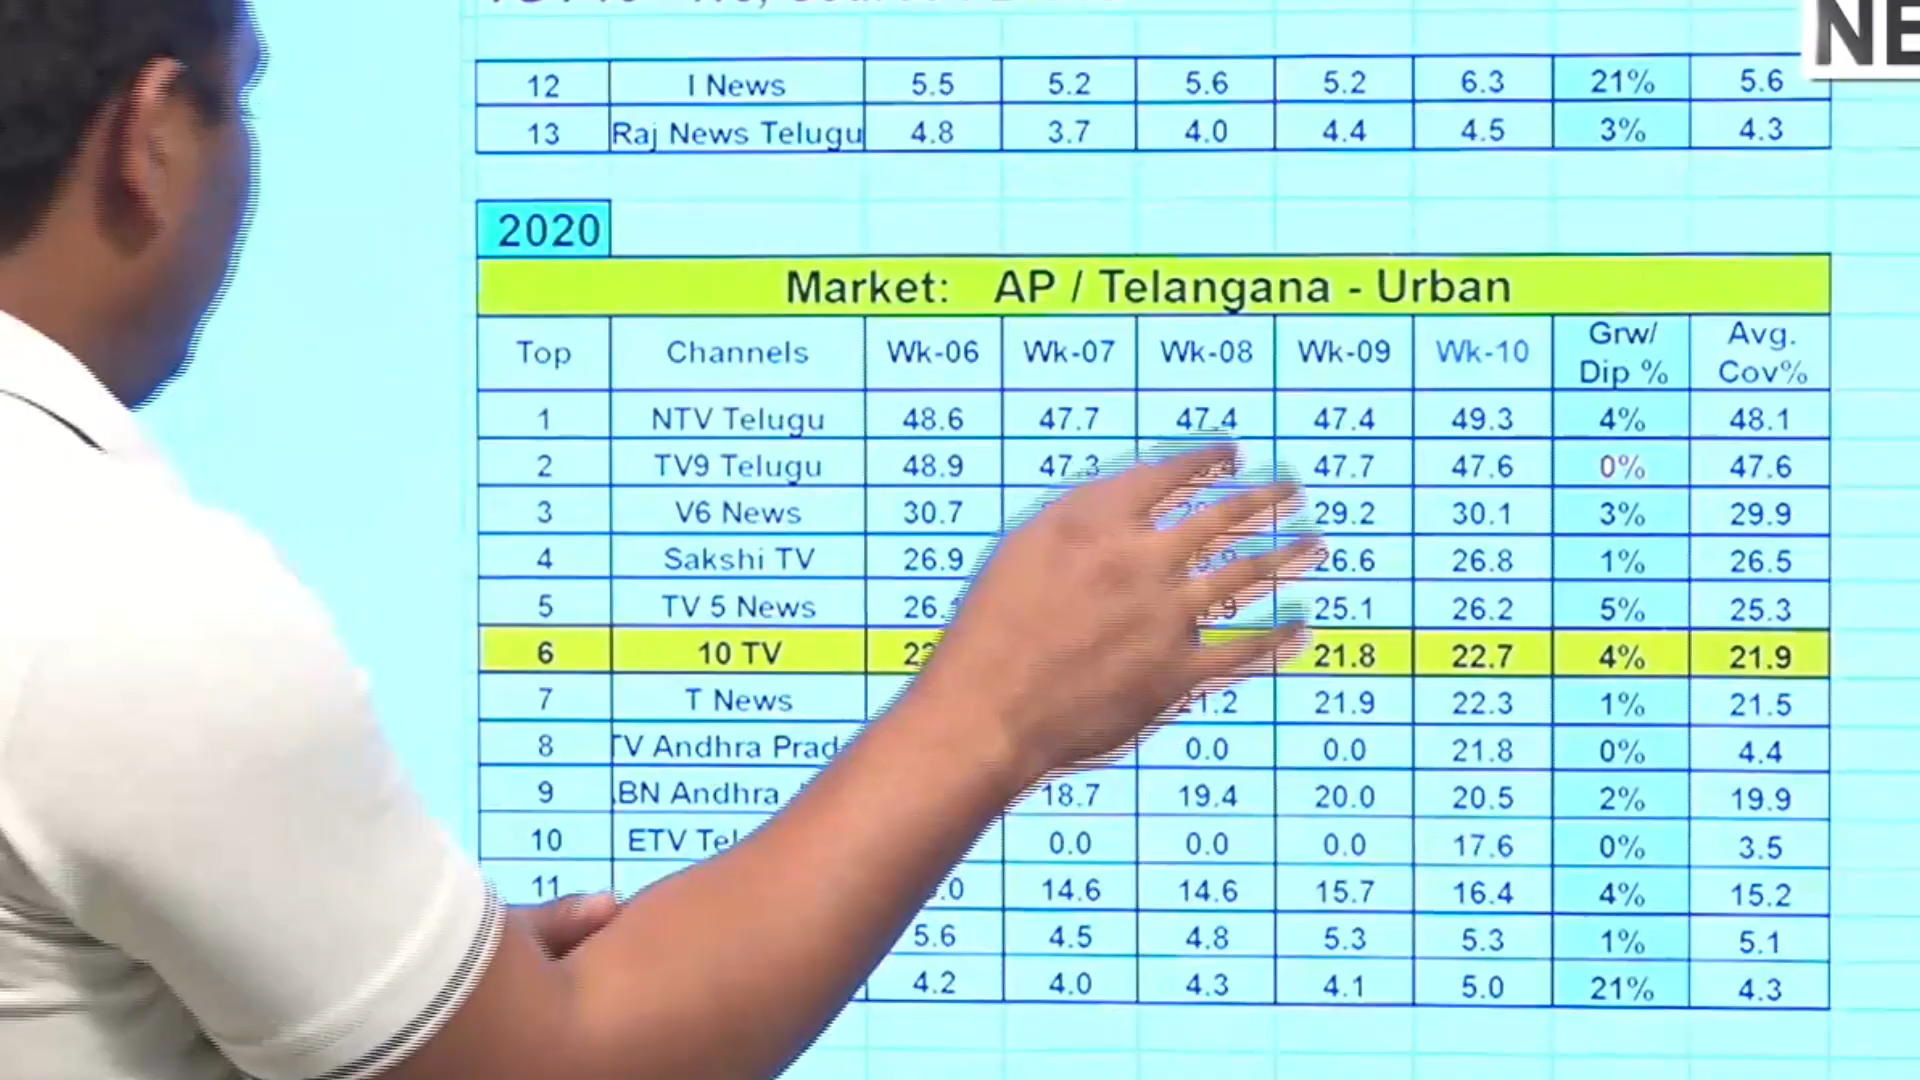 NE
12 I News 5.5 5.2 5.6 5.2 6.3 21% 5.6
13 Raj News Telugu 4.8 3.7 4.0 4.4 4.5 3% 4.3
2020
Market: AP / Telangana - Urban
Top Channels Wk-06 Wk-07 Wk-08 Wk-09 Wk-10 Grw/ Dip % Avg. Cov%
1 NTV Telugu 48.6 47.7 47.4 47.4 49.3 4% 48.1
2 TV9 Telugu 48.9 47.3 47.7 47.6 0% 47.6
3 V6 News 30.7 29.2 30.1 3% 29.9
4 Sakshi TV 26.9 26.6 26.8 1% 26.5
5 TV 5 News 25.1 26.2 5% 25.3
6 10 TV 21.8 22.7 4% 21.9
7 T News 21.2 21.9 22.3 1% 21.5
8 TV Andhra Prad 0.0 0.0 21.8 0% 4.4
9 BN Andhra 18.7 19.4 20.0 20.5 2% 19.9
10 ETV Tel 0.0 0.0 0.0 17.6 0% 3.5
11 14.6 14.6 15.7 16.4 4% 15.2
5.6 4.5 4.8 5.3 5.3 1% 5.1
4.2 4.0 4.3 4.1 5.0 21% 4.3